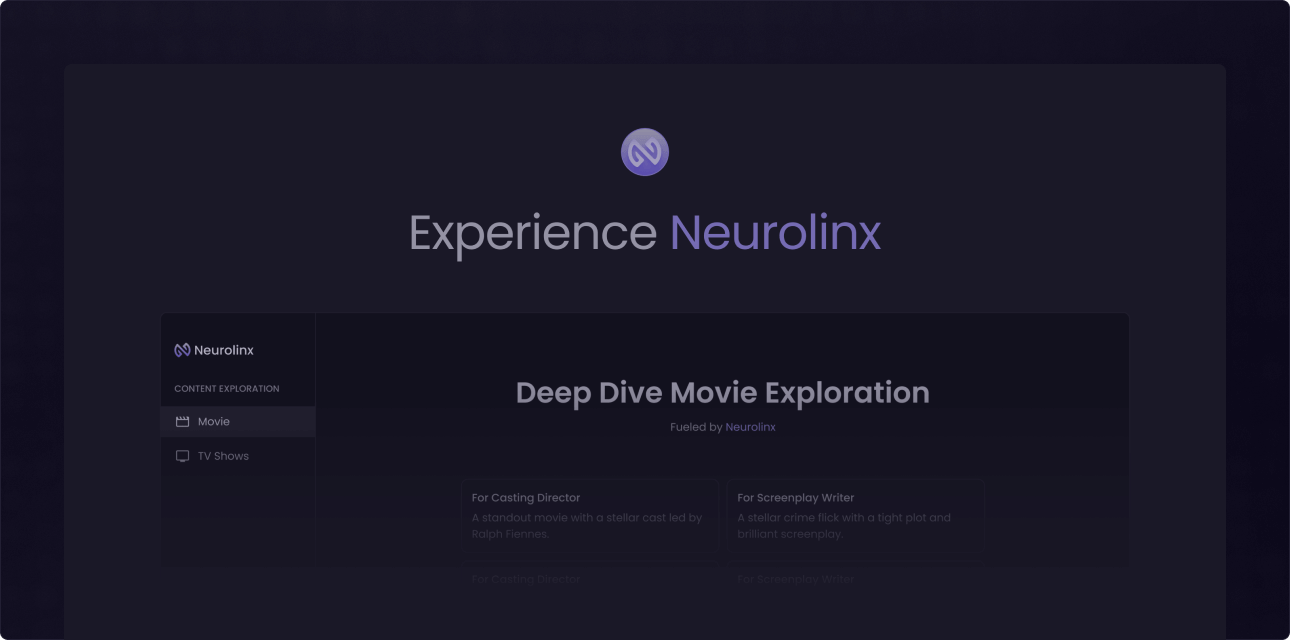 Experience Neurolinx
Neurolinx
CONTENT EXPLORATION
Movie
TV Shows
Deep Dive Movie Exploration
Fueled by Neurolinx
For Casting Director
A standout movie with a stellar cast led by
Ralph Fiennes.
For Screenplay Writer
A stellar crime flick with a tight plot and
brilliant screenplay.
For Casting Director
For Screenplay Writer